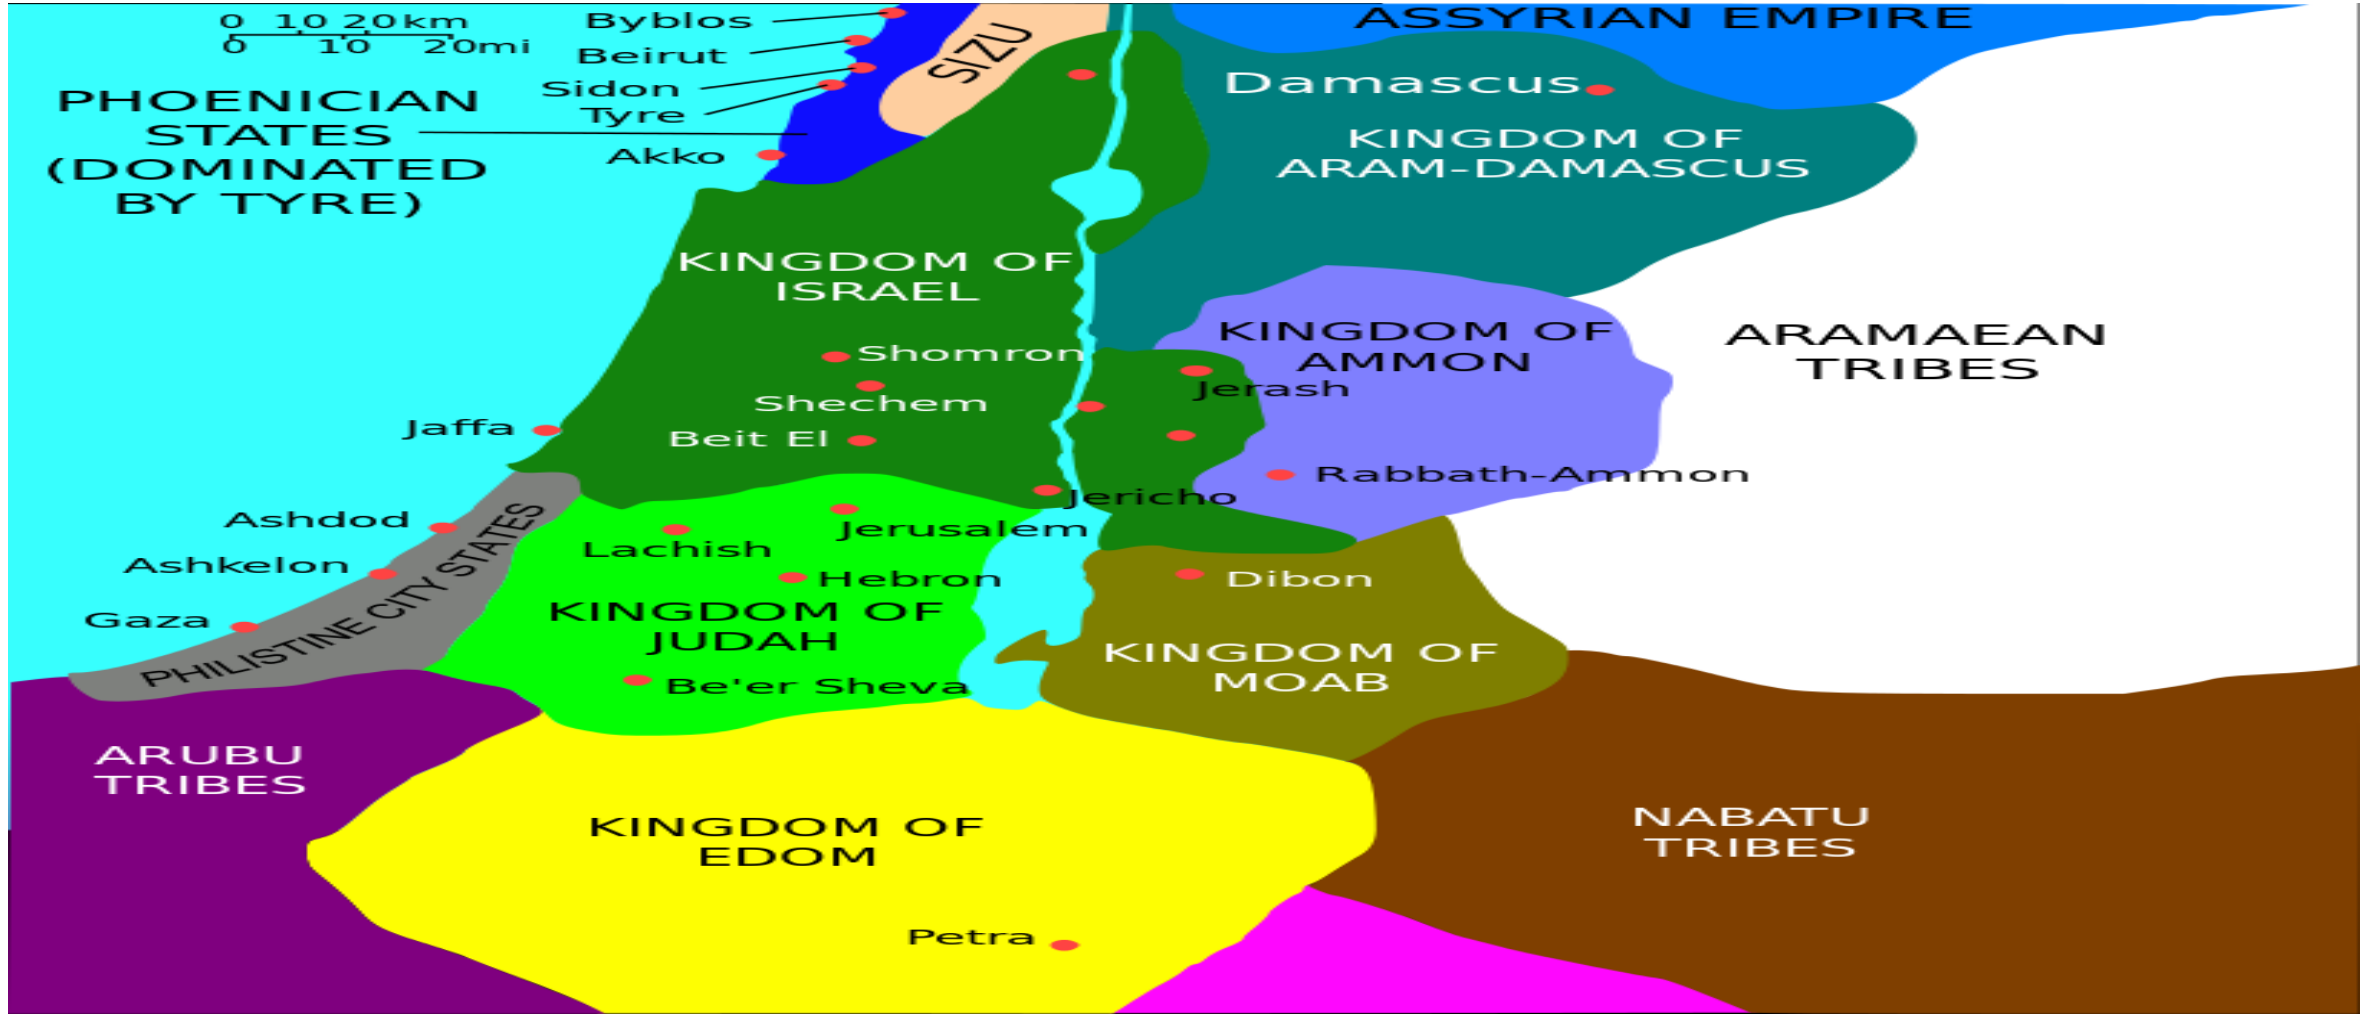 0 10 20km
0 10 20mi
Byblos
Beirut
Sidon
Tyre
PHOENICIAN
STATES
(DOMINATED
BY TYRE)
Akko
SIZU
ASSYRIAN EMPIRE
Damascus
KINGDOM OF
ARAM-DAMASCUS
KINGDOM OF
ISRAEL
KINGDOM OF
AMMON
ARAMAEAN
TRIBES
Shomron
Shechem
Jerash
Jaffa
Beit El
Rabbath-Ammon
Jericho
Ashdod
Ashkelon
Gaza
PHILISTINE CITY STATES
Jerusalem
Lachish
Hebron
KINGDOM OF
JUDAH
Be'er Sheva
Dibon
KINGDOM OF
MOAB
ARUBU
TRIBES
KINGDOM OF
EDOM
NABATU
TRIBES
Petra